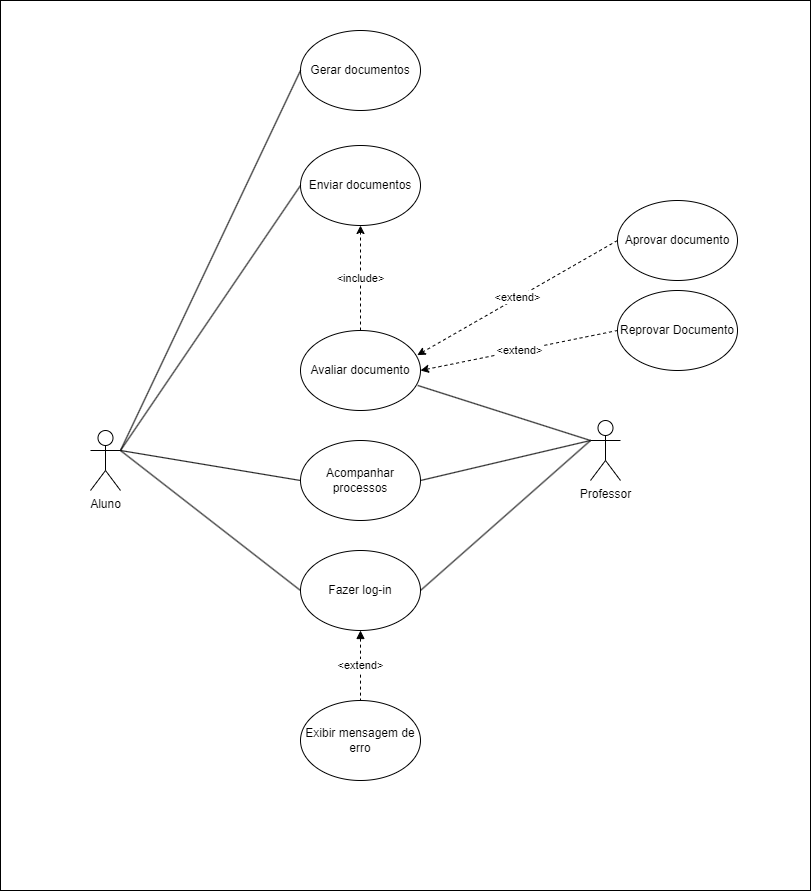 Gerar documentos
Enviar documentos
Aprovar documento
<include>
<extend>
Reprovar Documento
<extend>
Avaliar documento
Acompanhar
processos
Aluno
Professor
Fazer log-in
<extend>
Exibir mensagem de
erro